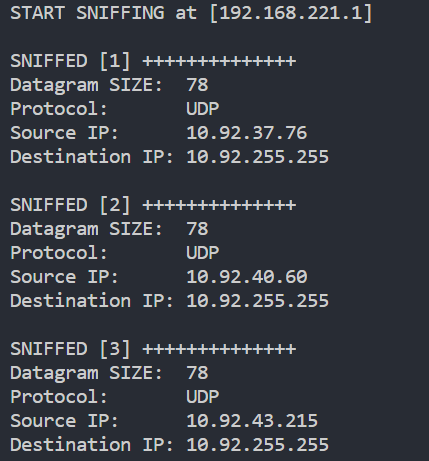 START SNIFFING at [192.168.221.1]
SNIFFED [1] ++++++++++++++
Datagram SIZE:  78
Protocol:       UDP
Source IP:      10.92.37.76
Destination IP: 10.92.255.255
SNIFFED [2] ++++++++++++++
Datagram SIZE:  78
Protocol:       UDP
Source IP:      10.92.40.60
Destination IP: 10.92.255.255
SNIFFED [3] ++++++++++++++
Datagram SIZE:  78
Protocol:       UDP
Source IP:      10.92.43.215
Destination IP: 10.92.255.255